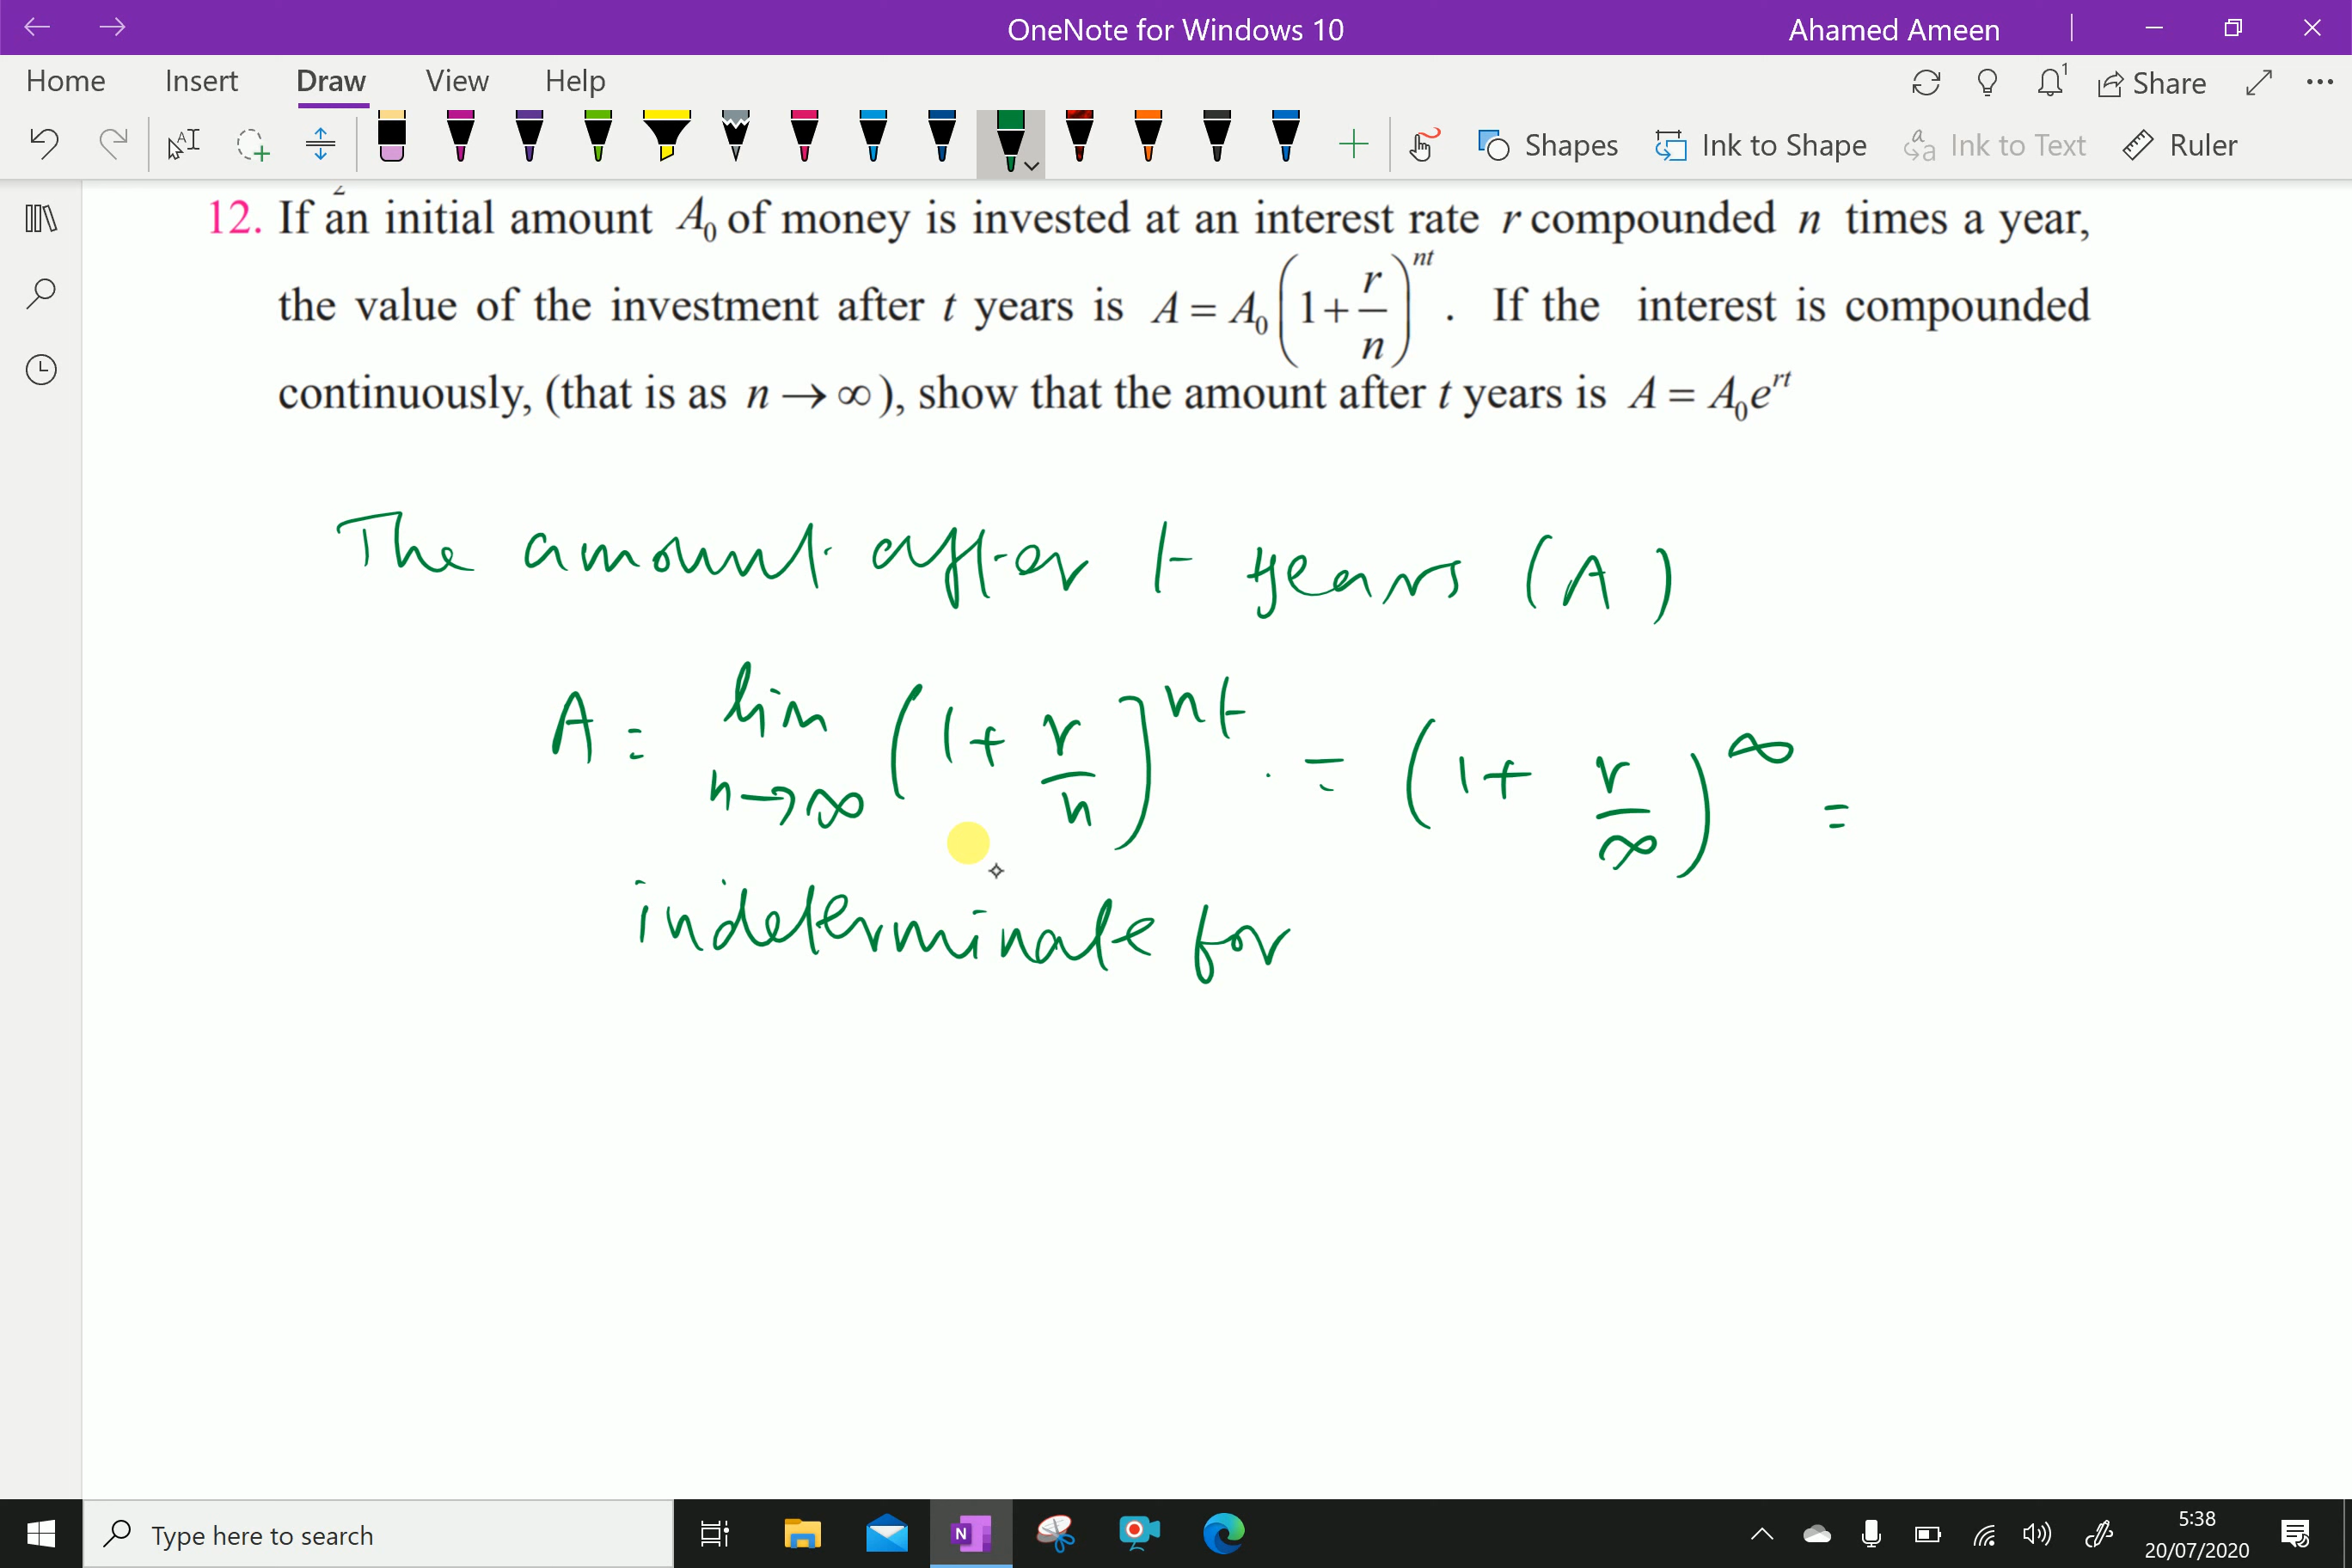 OneNote for Windows 10 Ahamed Ameen
Home Insert Draw View Help 1 Share
AI Shapes Ink to Shape Ink to Text Ruler
12. If an initial amount A₀ of money is invested at an interest rate r compounded n times a year,
the value of the investment after t years is A = A₀(1 + r/n)^{nt}. If the interest is compounded
continuously, (that is as n → ∞), show that the amount after t years is A = A₀e^{rt}
The amount after t years (A)
A = lim n→∞ (1 + r/n)^{nt} = (1 + r/∞)^∞ =
indeterminate for
Type here to search 5:38
20/07/2020